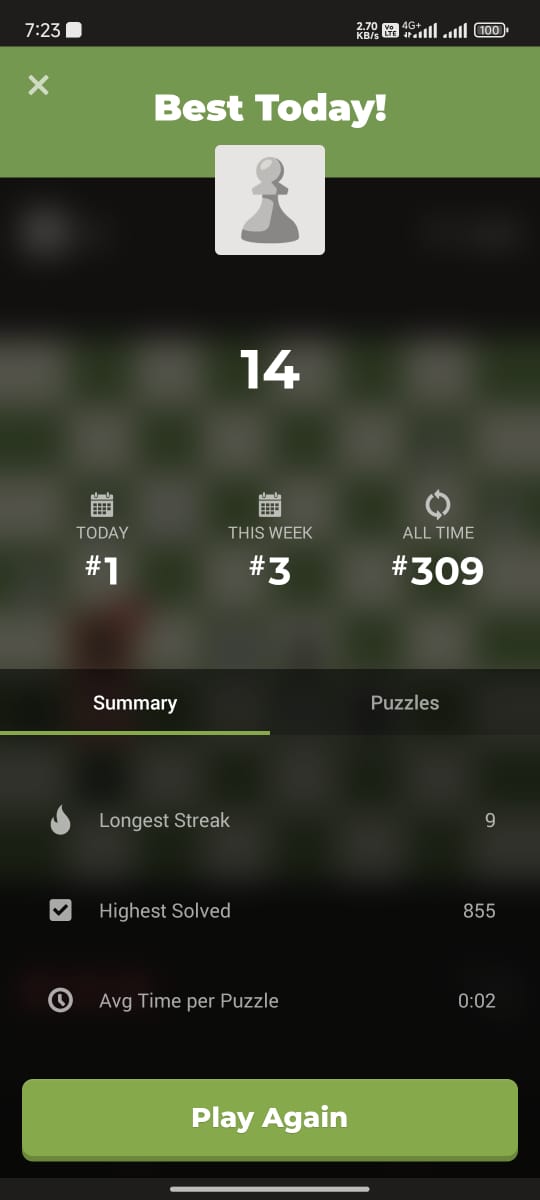 7:23
2.70 KB/s Vo LTE 4G+ 100
Best Today!
14
TODAY THIS WEEK ALL TIME
#1 #3 #309
Summary Puzzles
Longest Streak 9
Highest Solved 855
Avg Time per Puzzle 0:02
Play Again